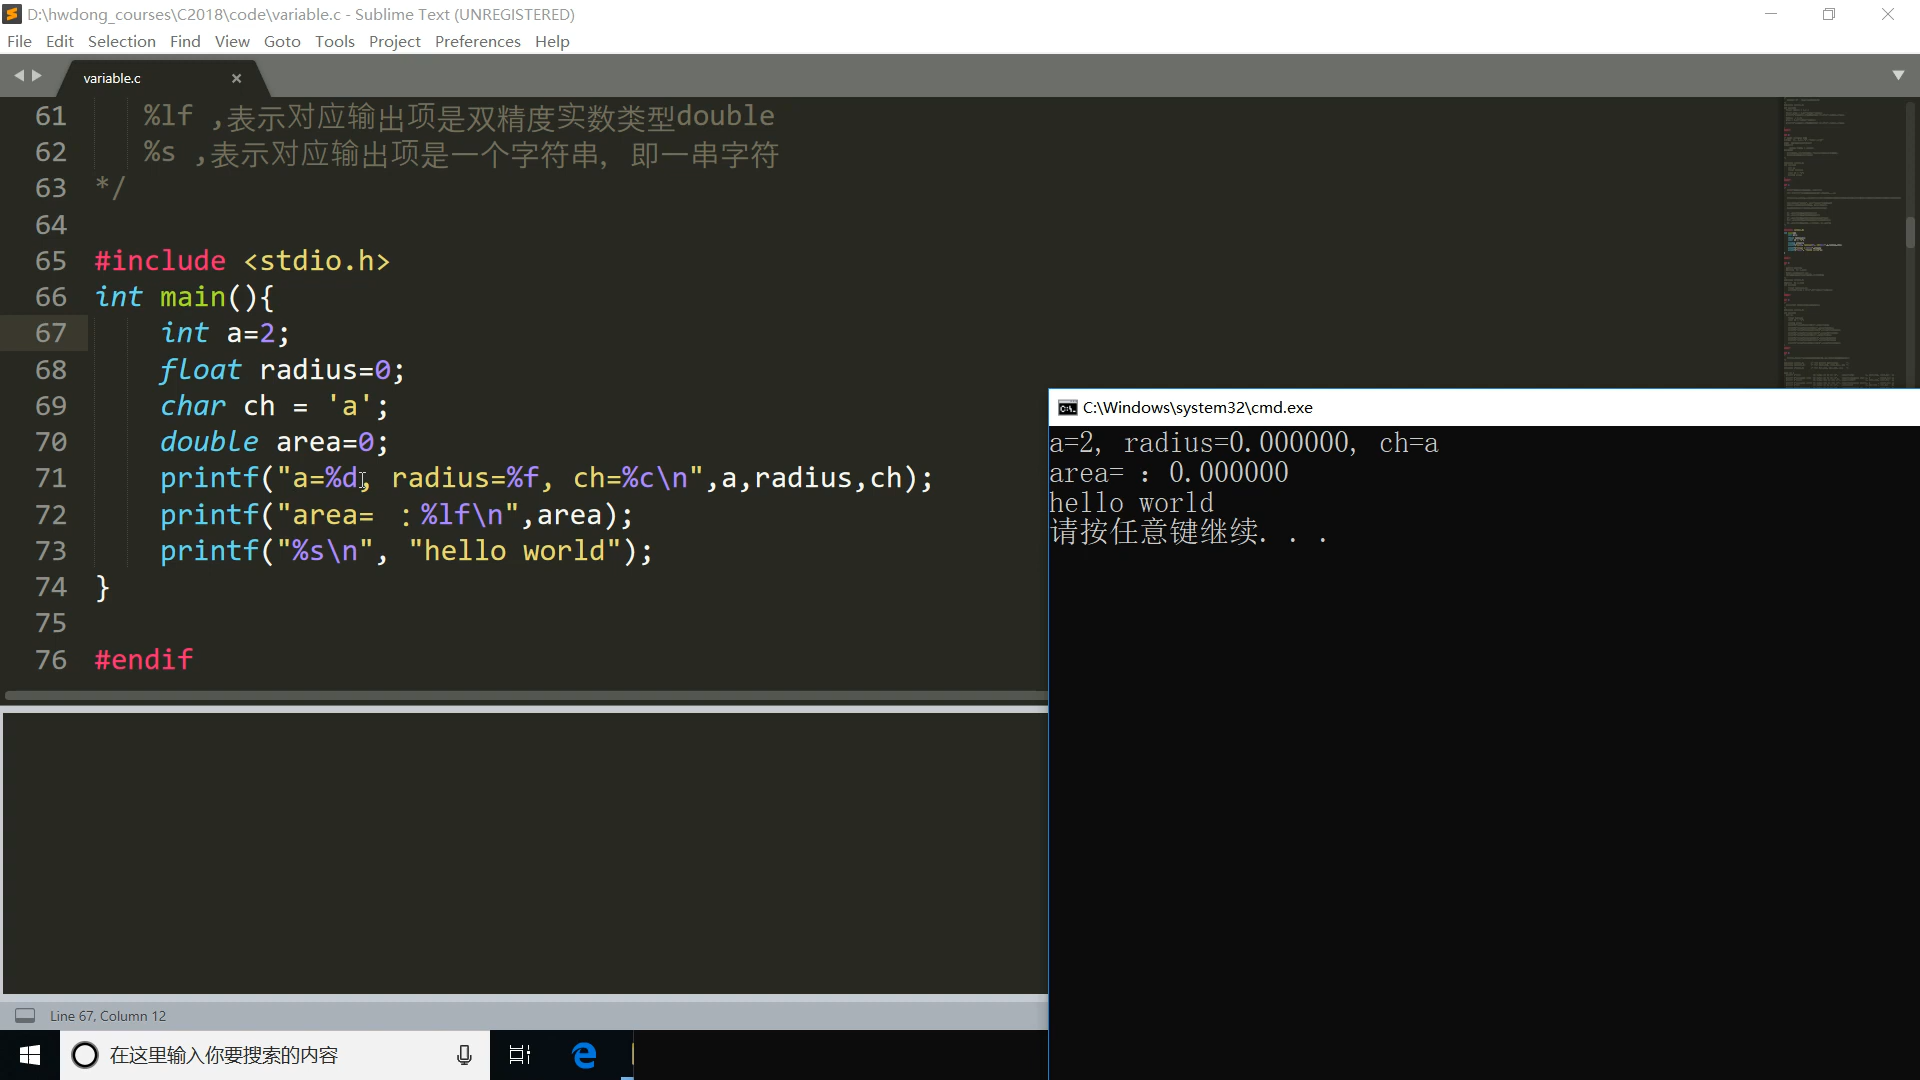 D:\hwdong_courses\C2018\code\variable.c - Sublime Text (UNREGISTERED)
File Edit Selection Find View Goto Tools Project Preferences Help
variable.c
61 %lf ,表示对应输出项是双精度实数类型double
62 %s ,表示对应输出项是一个字符串，即一串字符
63 */
64
65 #include <stdio.h>
66 int main(){
67 int a=2;
68 float radius=0;
69 char ch = 'a';
70 double area=0;
71 printf("a=%d, radius=%f, ch=%c\n",a,radius,ch);
72 printf("area= ：%lf\n",area);
73 printf("%s\n", "hello world");
74 }
75
76 #endif
C:\Windows\system32\cmd.exe
a=2, radius=0.000000, ch=a
area= ：0.000000
hello world
请按任意键继续. . .
Line 67, Column 12
在这里输入你要搜索的内容